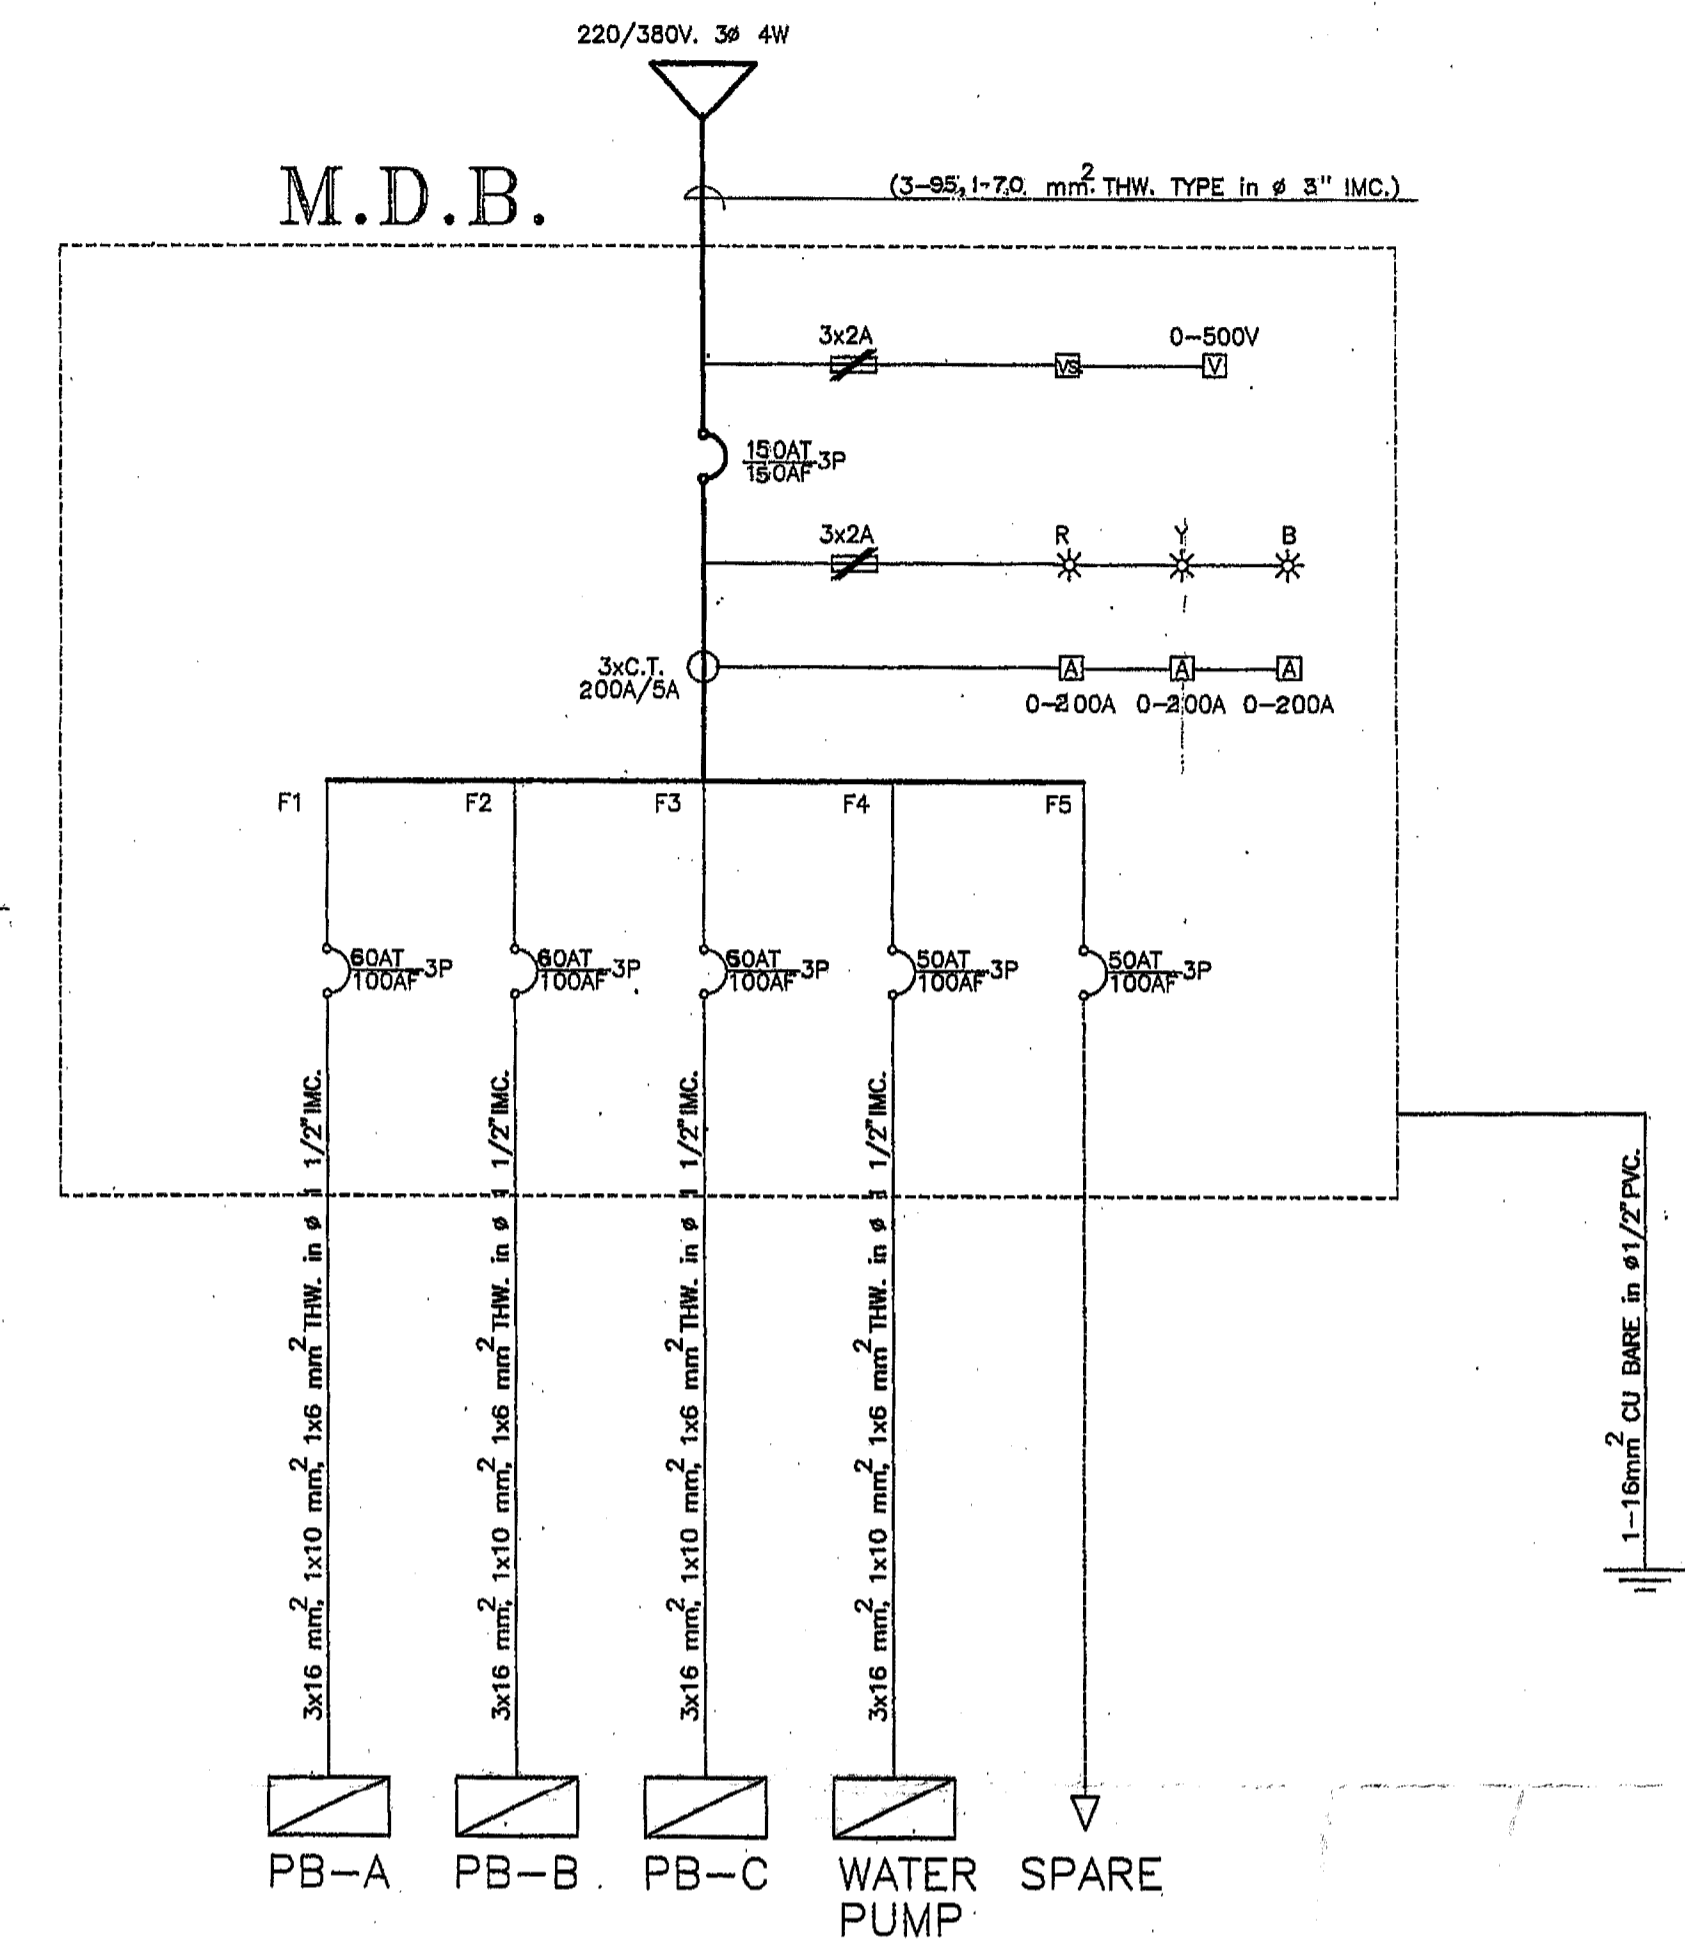 220/380V. 3ø 4W
M.D.B.
(3-95, 1-70 mm² THW. TYPE in ø 3" IMC.)
3x2A
0-500V
VS
V
150AT
150AF
3P
3x2A
R
Y
B
3xC.T.
200A/5A
A
A
A
0-200A
0-200A
0-200A
F1
F2
F3
F4
F5
60AT
100AF
3P
60AT
100AF
3P
60AT
100AF
3P
50AT
100AF
3P
50AT
100AF
3P
3x16 mm², 1x10 mm², 1x6 mm² THW. in ø 1 1/2" IMC.
3x16 mm², 1x10 mm², 1x6 mm² THW. in ø 1 1/2" IMC.
3x16 mm², 1x10 mm², 1x6 mm² THW. in ø 1 1/2" IMC.
3x16 mm², 1x10 mm², 1x6 mm² THW. in ø 1 1/2" IMC.
1-16mm² CU BARE in ø1/2" PVC.
PB-A
PB-B
PB-C
WATER
PUMP
SPARE